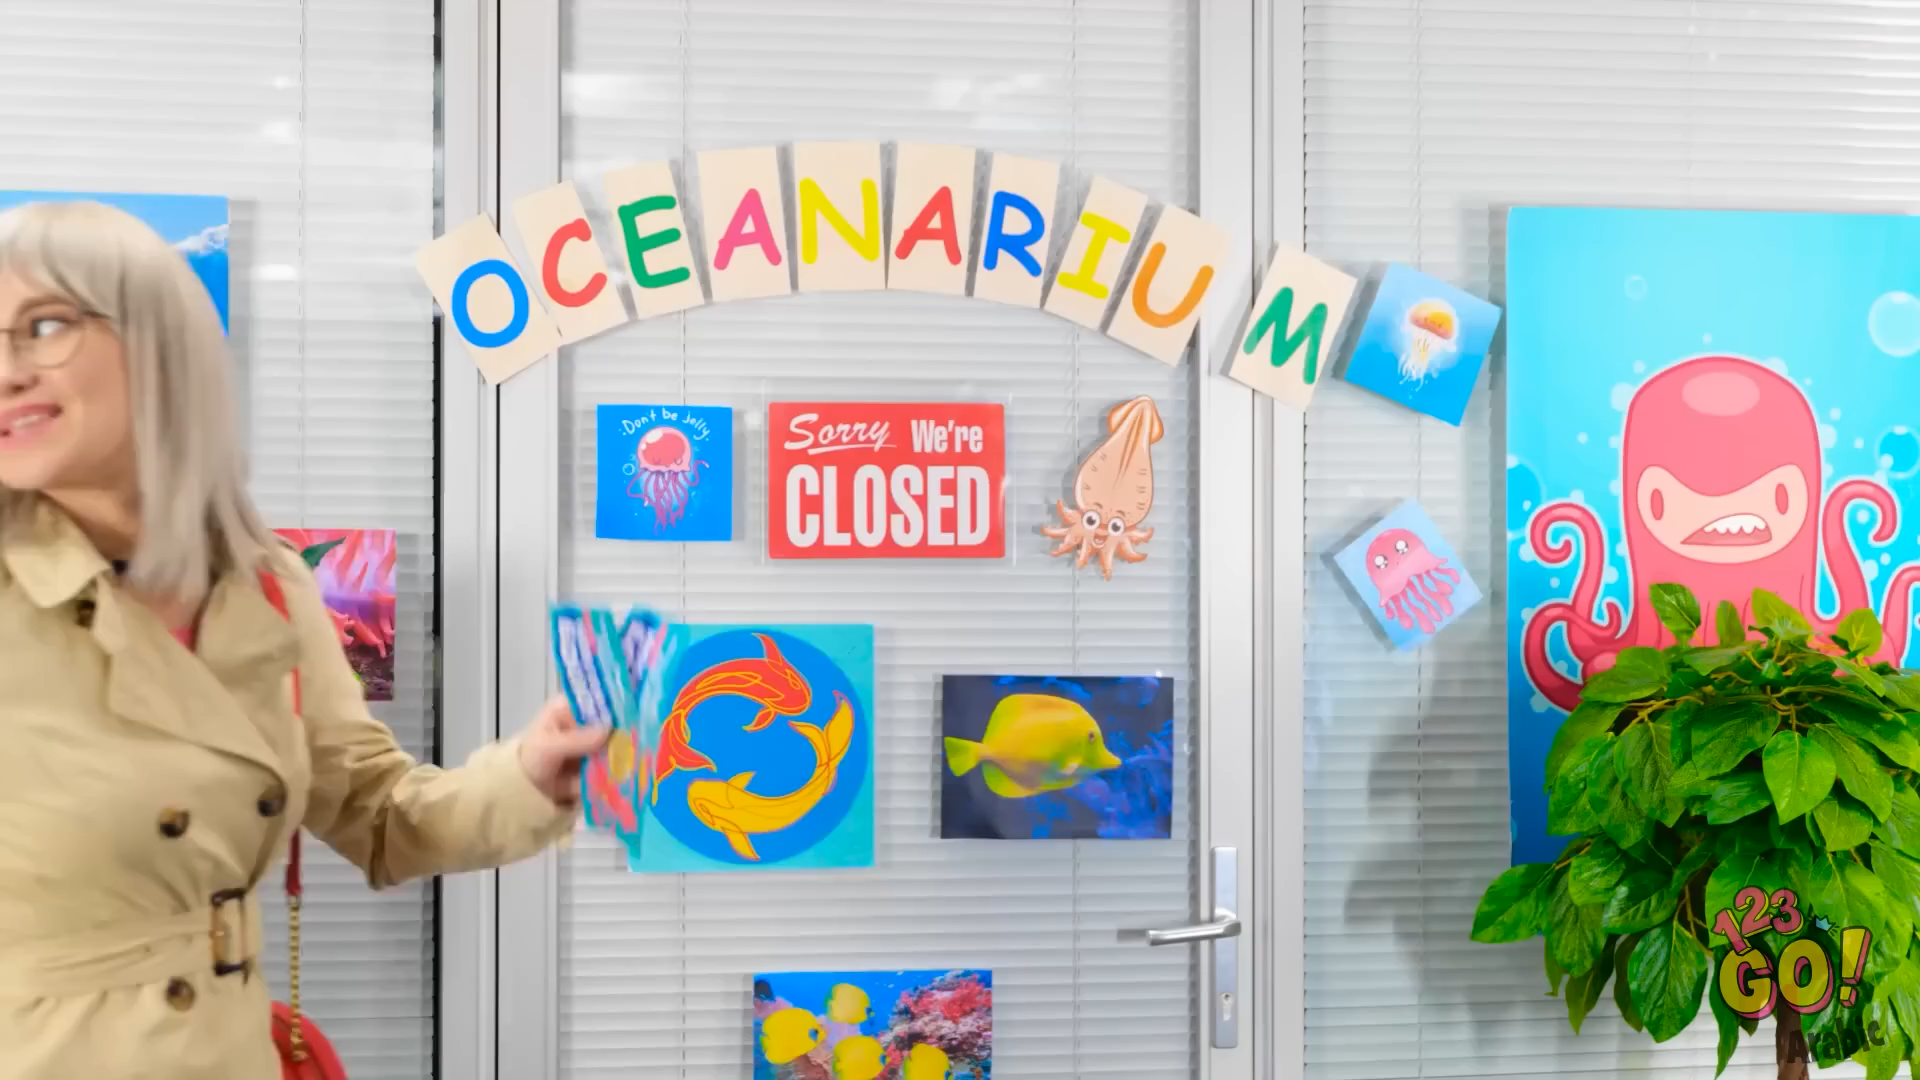 OCEANARIUM
Don't be jelly.
Sorry We're
CLOSED
123
GO!
Arabic